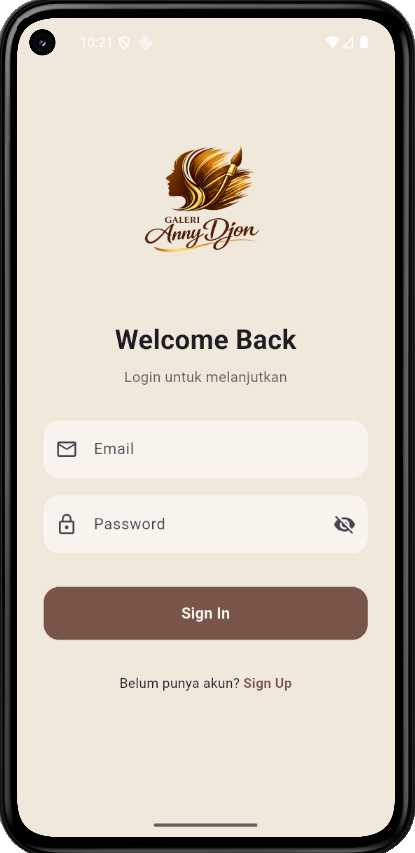 10:21
GALERI
Anny Djon
Welcome Back
Login untuk melanjutkan
Email
Password
Sign In
Belum punya akun? Sign Up